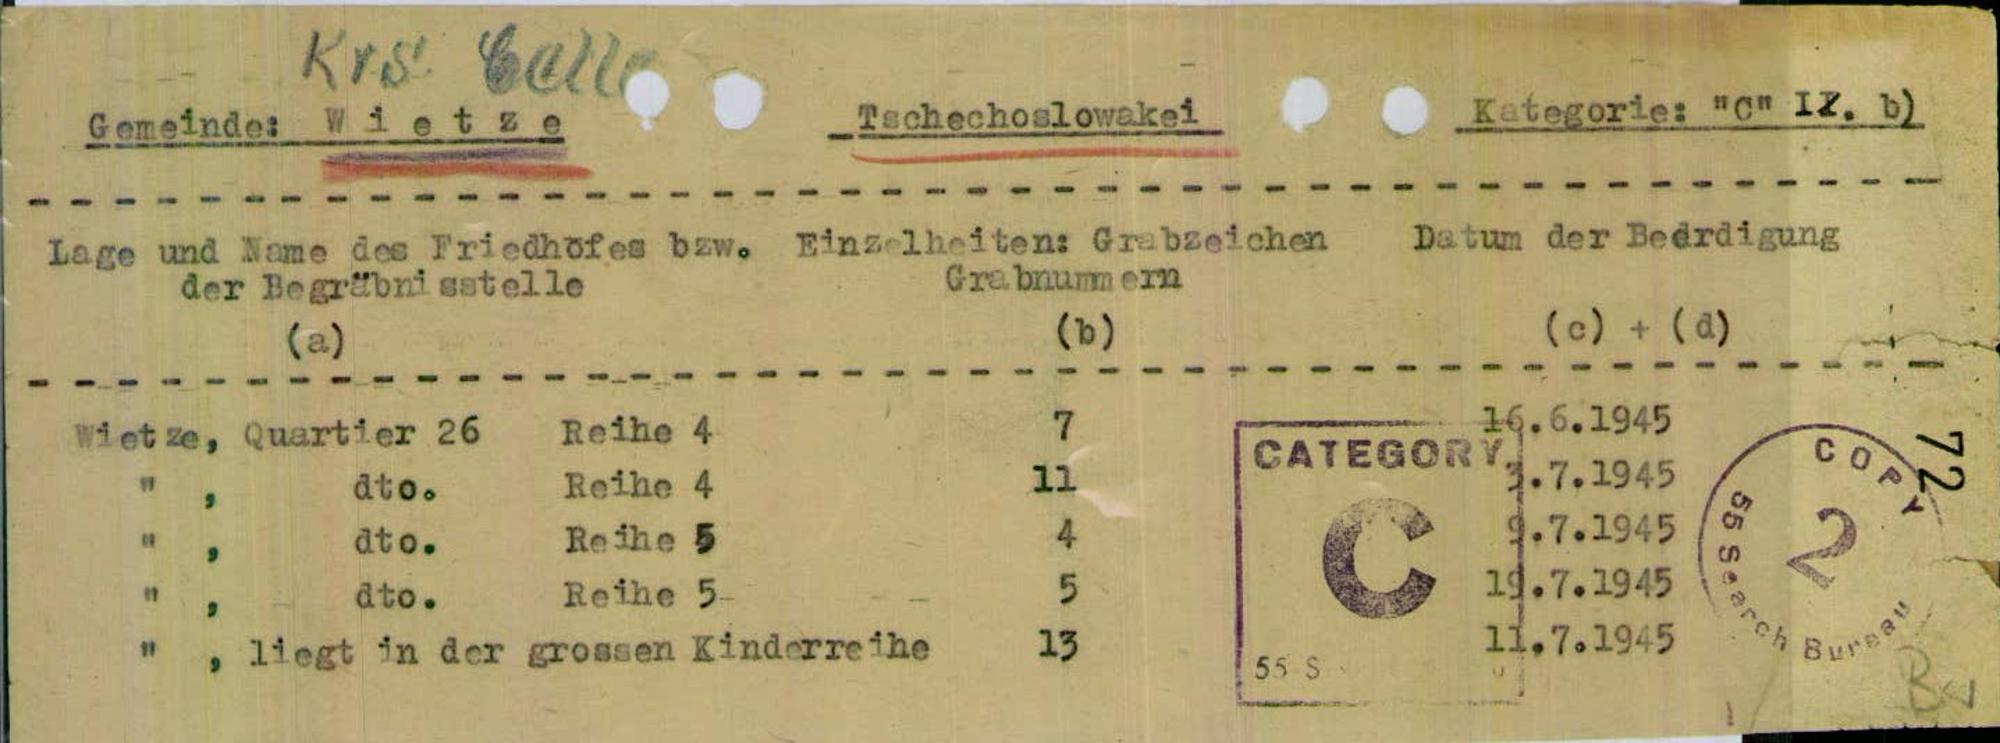 Krs Celle
Gemeinde: Wietze Tschechoslowakei Kategorie: "C" II. b)
Lage und Name des Friedhofes bzw. Einzelheiten: Grabzeichen Datum der Beerdigung
der Begräbnisstelle Grabnummern
(a) (b) (c) + (d)
Wietze, Quartier 26 Reihe 4 7 16.6.1945
" , dto. Reihe 4 11 3.7.1945
" , dto. Reihe 5 4 9.7.1945
" , dto. Reihe 5 5 19.7.1945
" , liegt in der grossen Kinderreihe 13 11.7.1945
CATEGORY
C
55 S
COPY
2
55 Search Bureau
72